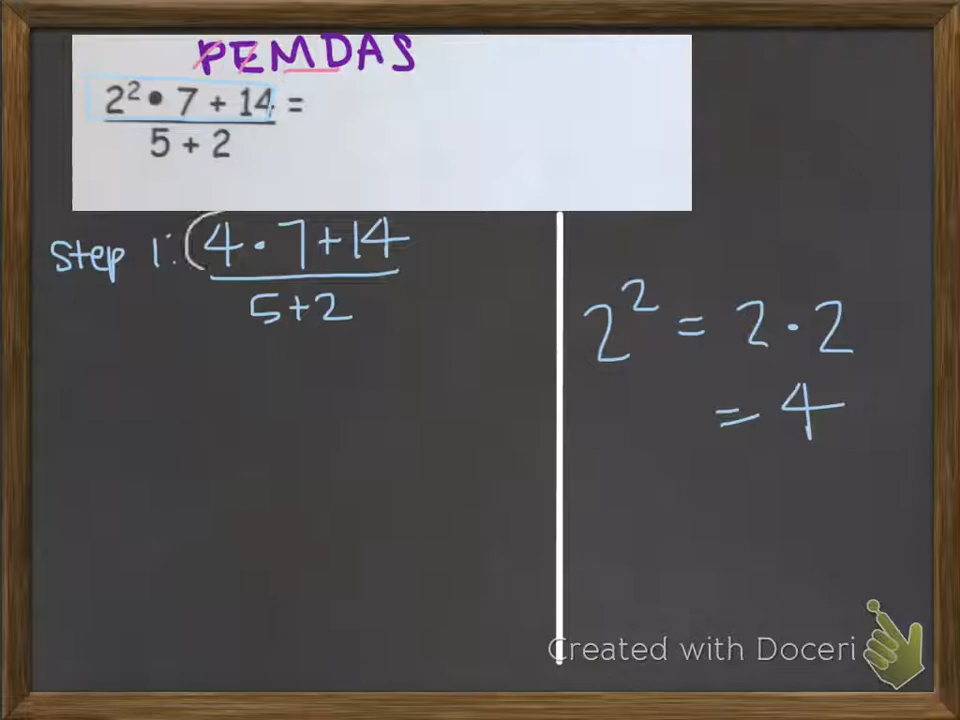 PEMDAS
2² • 7 + 14 =
5 + 2
Step 1: (4 · 7 + 14
5 + 2
2² = 2 · 2
= 4
Created with Doceri